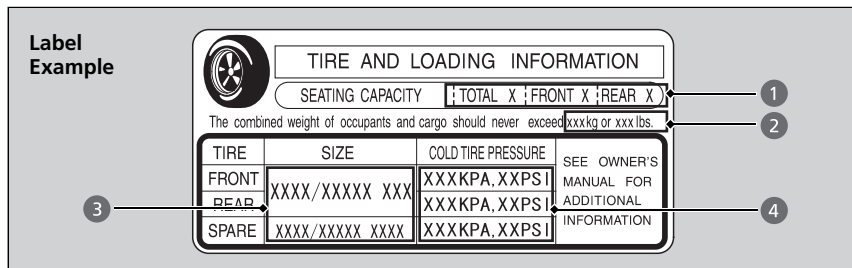 Label
Example
TIRE AND LOADING INFORMATION
SEATING CAPACITY TOTAL X FRONT X REAR X
1
The combined weight of occupants and cargo should never exceed xxx kg or xxx lbs.
2
TIRE SIZE COLD TIRE PRESSURE SEE OWNER'S MANUAL FOR ADDITIONAL INFORMATION
FRONT XXXX/XXXXX XXX XXXKPA,XXPSI
REAR XXXKPA,XXPSI
3
4
SPARE XXXX/XXXXX XXXX XXXKPA,XXPSI